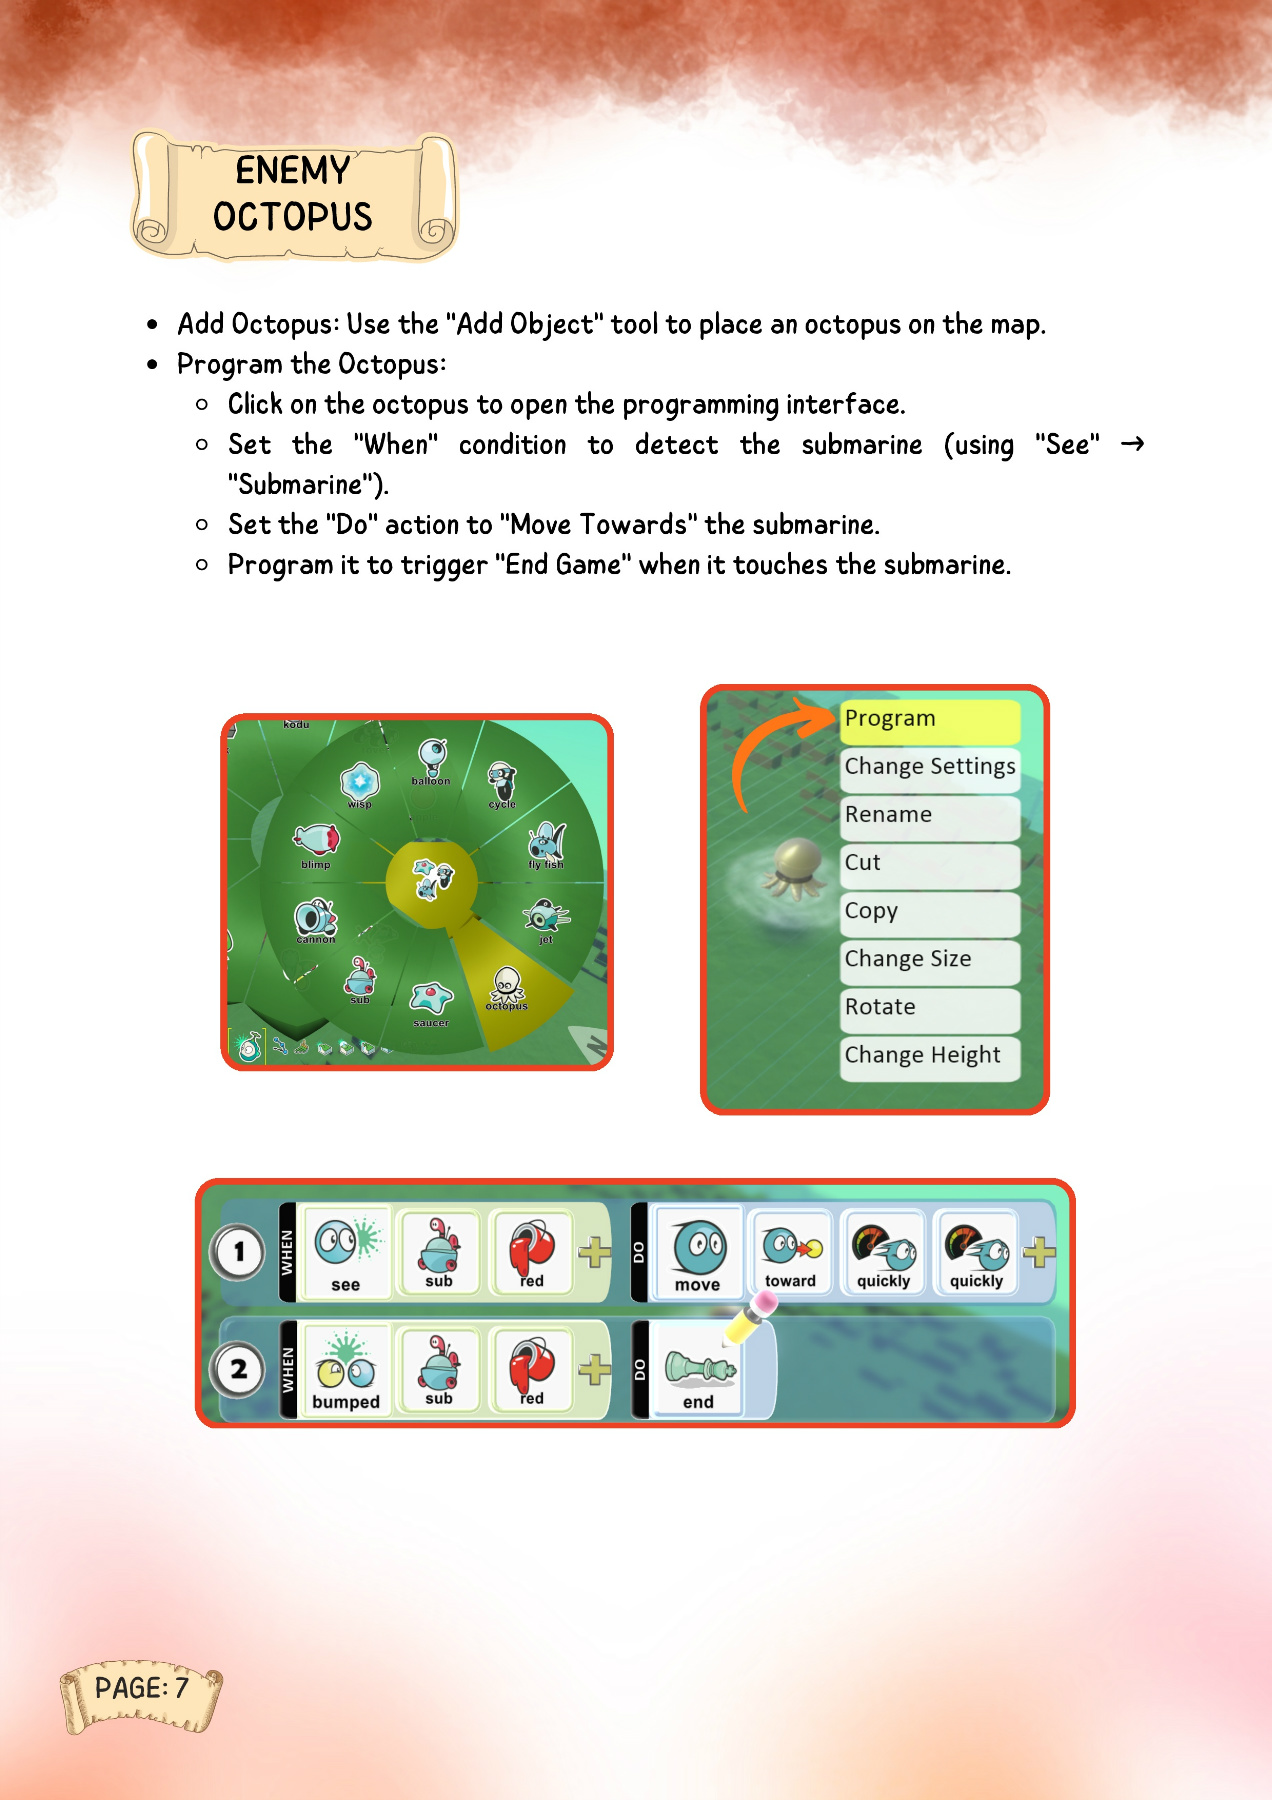 ENEMY
OCTOPUS
• Add Octopus: Use the "Add Object" tool to place an octopus on the map.
• Program the Octopus:
○ Click on the octopus to open the programming interface.
○ Set the "When" condition to detect the submarine (using "See" →
"Submarine").
○ Set the "Do" action to "Move Towards" the submarine.
○ Program it to trigger "End Game" when it touches the submarine.
kodu
balloon
wisp
cycle
blimp
fly fish
cannon
jet
sub
octopus
saucer
N
Program
Change Settings
Rename
Cut
Copy
Change Size
Rotate
Change Height
1 WHEN see sub red + DO move toward quickly quickly +
2 WHEN bumped sub red + DO end
PAGE: 7